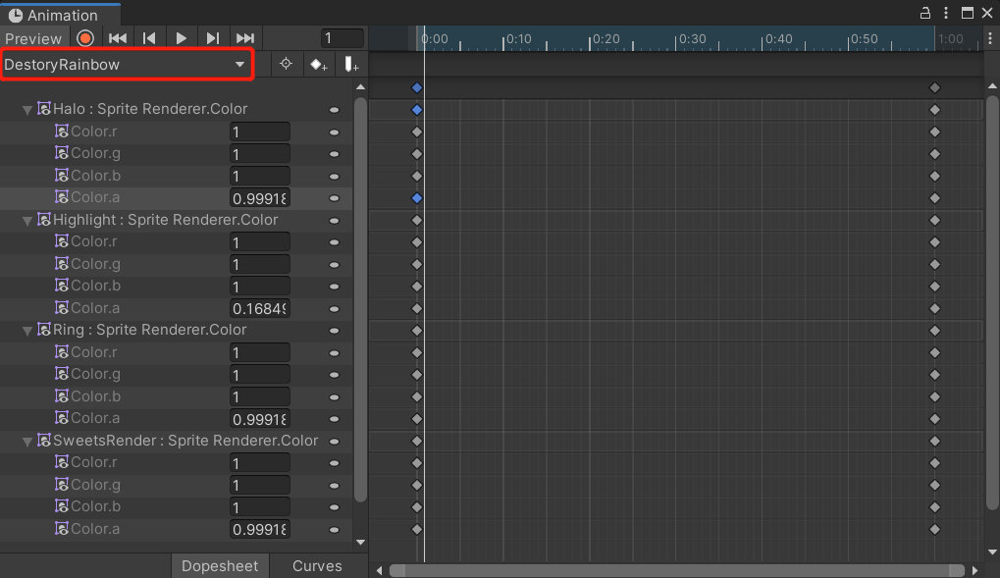 Animation
Preview 1 0:00 0:10 0:20 0:30 0:40 0:50 1:00
DestoryRainbow
Halo : Sprite Renderer.Color
Color.r 1
Color.g 1
Color.b 1
Color.a 0.99918
Highlight : Sprite Renderer.Color
Color.r 1
Color.g 1
Color.b 1
Color.a 0.16849
Ring : Sprite Renderer.Color
Color.r 1
Color.g 1
Color.b 1
Color.a 0.99918
SweetsRender : Sprite Renderer.Color
Color.r 1
Color.g 1
Color.b 1
Color.a 0.99918
Dopesheet Curves